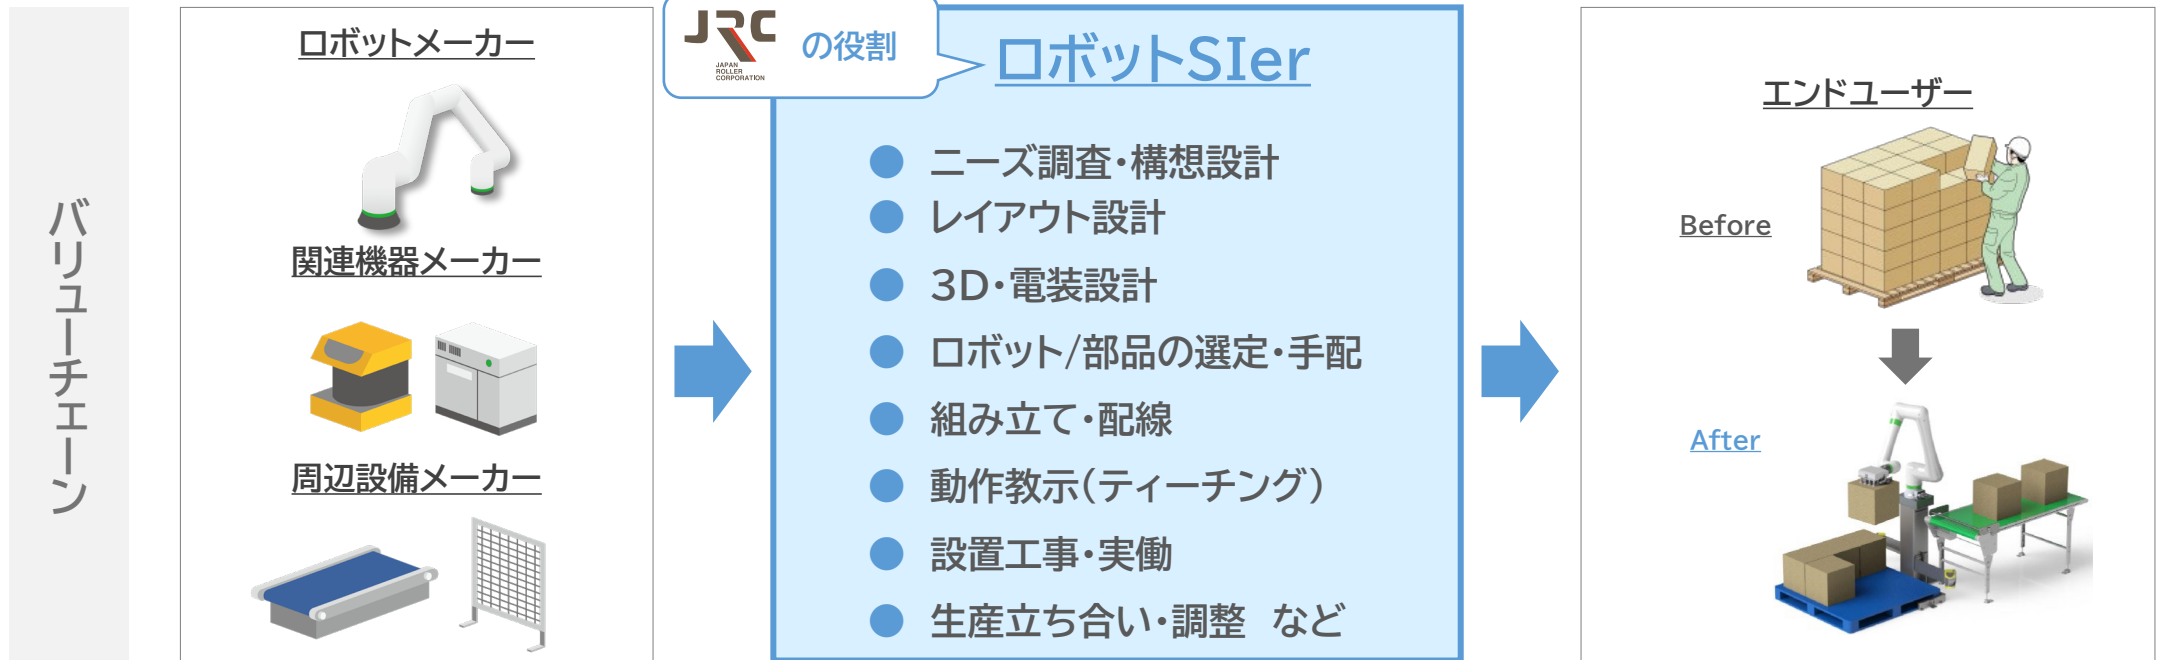 バリューチェーン
ロボットメーカー
関連機器メーカー
周辺設備メーカー
JRC
JAPAN
ROLLER
CORPORATION
の役割
ロボットSIer
● ニーズ調査・構想設計
● レイアウト設計
● 3D・電装設計
● ロボット/部品の選定・手配
● 組み立て・配線
● 動作教示(ティーチング)
● 設置工事・実働
● 生産立ち合い・調整　など
エンドユーザー
Before
After